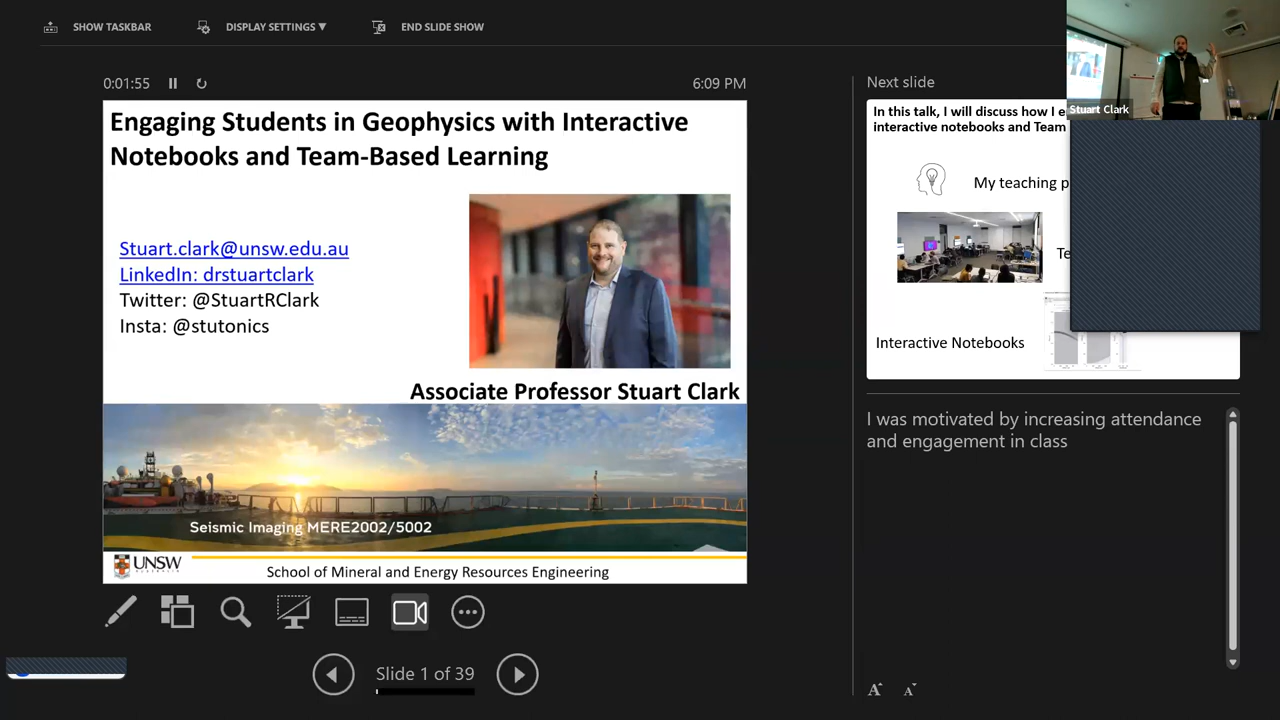 SHOW TASKBAR
DISPLAY SETTINGS ▼
END SLIDE SHOW
0:01:55
6:09 PM
Engaging Students in Geophysics with Interactive
Notebooks and Team-Based Learning
Stuart.clark@unsw.edu.au
LinkedIn: drstuartclark
Twitter: @StuartRClark
Insta: @stutonics
Associate Professor Stuart Clark
Seismic Imaging MERE2002/5002
UNSW
School of Mineral and Energy Resources Engineering
Slide 1 of 39
Next slide
Stuart Clark
In this talk, I will discuss how I
interactive notebooks and Team
My teaching
Interactive Notebooks
I was motivated by increasing attendance
and engagement in class